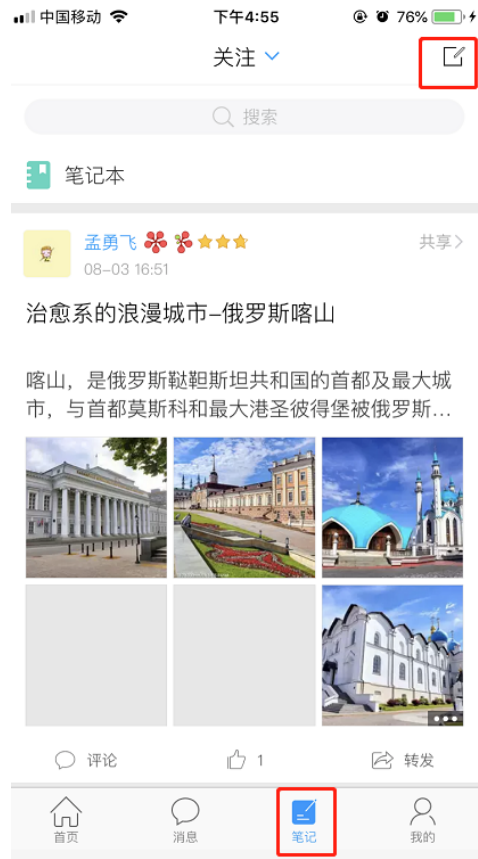 中国移动 下午4:55 76%
关注
搜索
笔记本
孟勇飞 共享
08-03 16:51
治愈系的浪漫城市-俄罗斯喀山
喀山，是俄罗斯鞑靼斯坦共和国的首都及最大城
市，与首都莫斯科和最大港圣彼得堡被俄罗斯...
评论 1 转发
首页 消息 笔记 我的